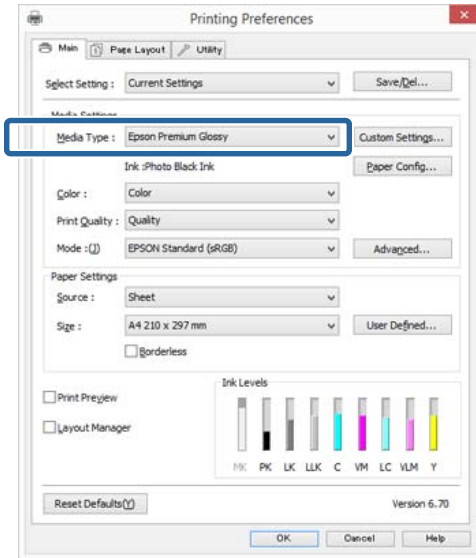 Printing Preferences
Main Page Layout Utility
Select Setting : Current Settings Save/Del...
Media Settings
Media Type : Epson Premium Glossy Custom Settings...
Ink :Photo Black Ink Paper Config...
Color : Color
Print Quality : Quality
Mode :(J) EPSON Standard (sRGB) Advanced...
Paper Settings
Source : Sheet
Size : A4 210 x 297 mm User Defined...
Borderless
Ink Levels
Print Preview
Layout Manager
MK PK LK LLK C VM LC VLM Y
Reset Defaults(Y) Version 6.70
OK Cancel Help